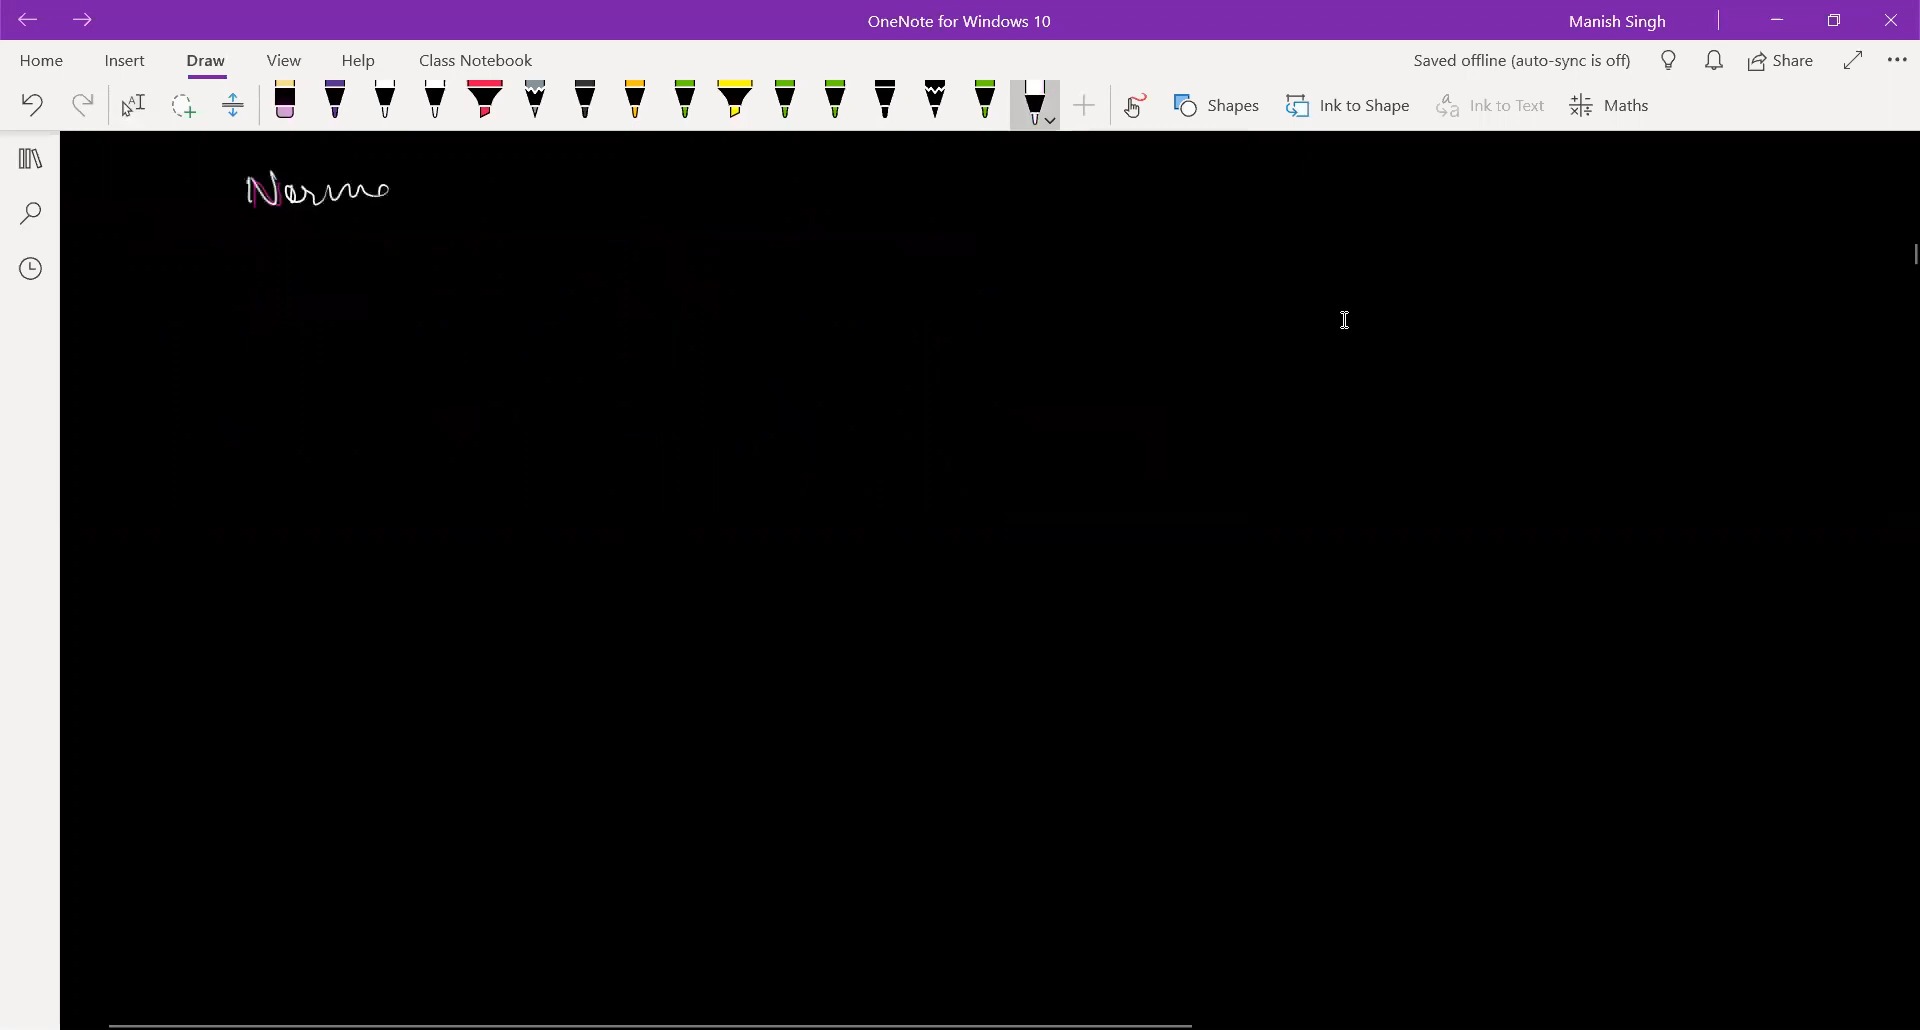 OneNote for Windows 10
Manish Singh
Home
Insert
Draw
View
Help
Class Notebook
Saved offline (auto-sync is off)
Share
Shapes
Ink to Shape
Ink to Text
Maths
Norma